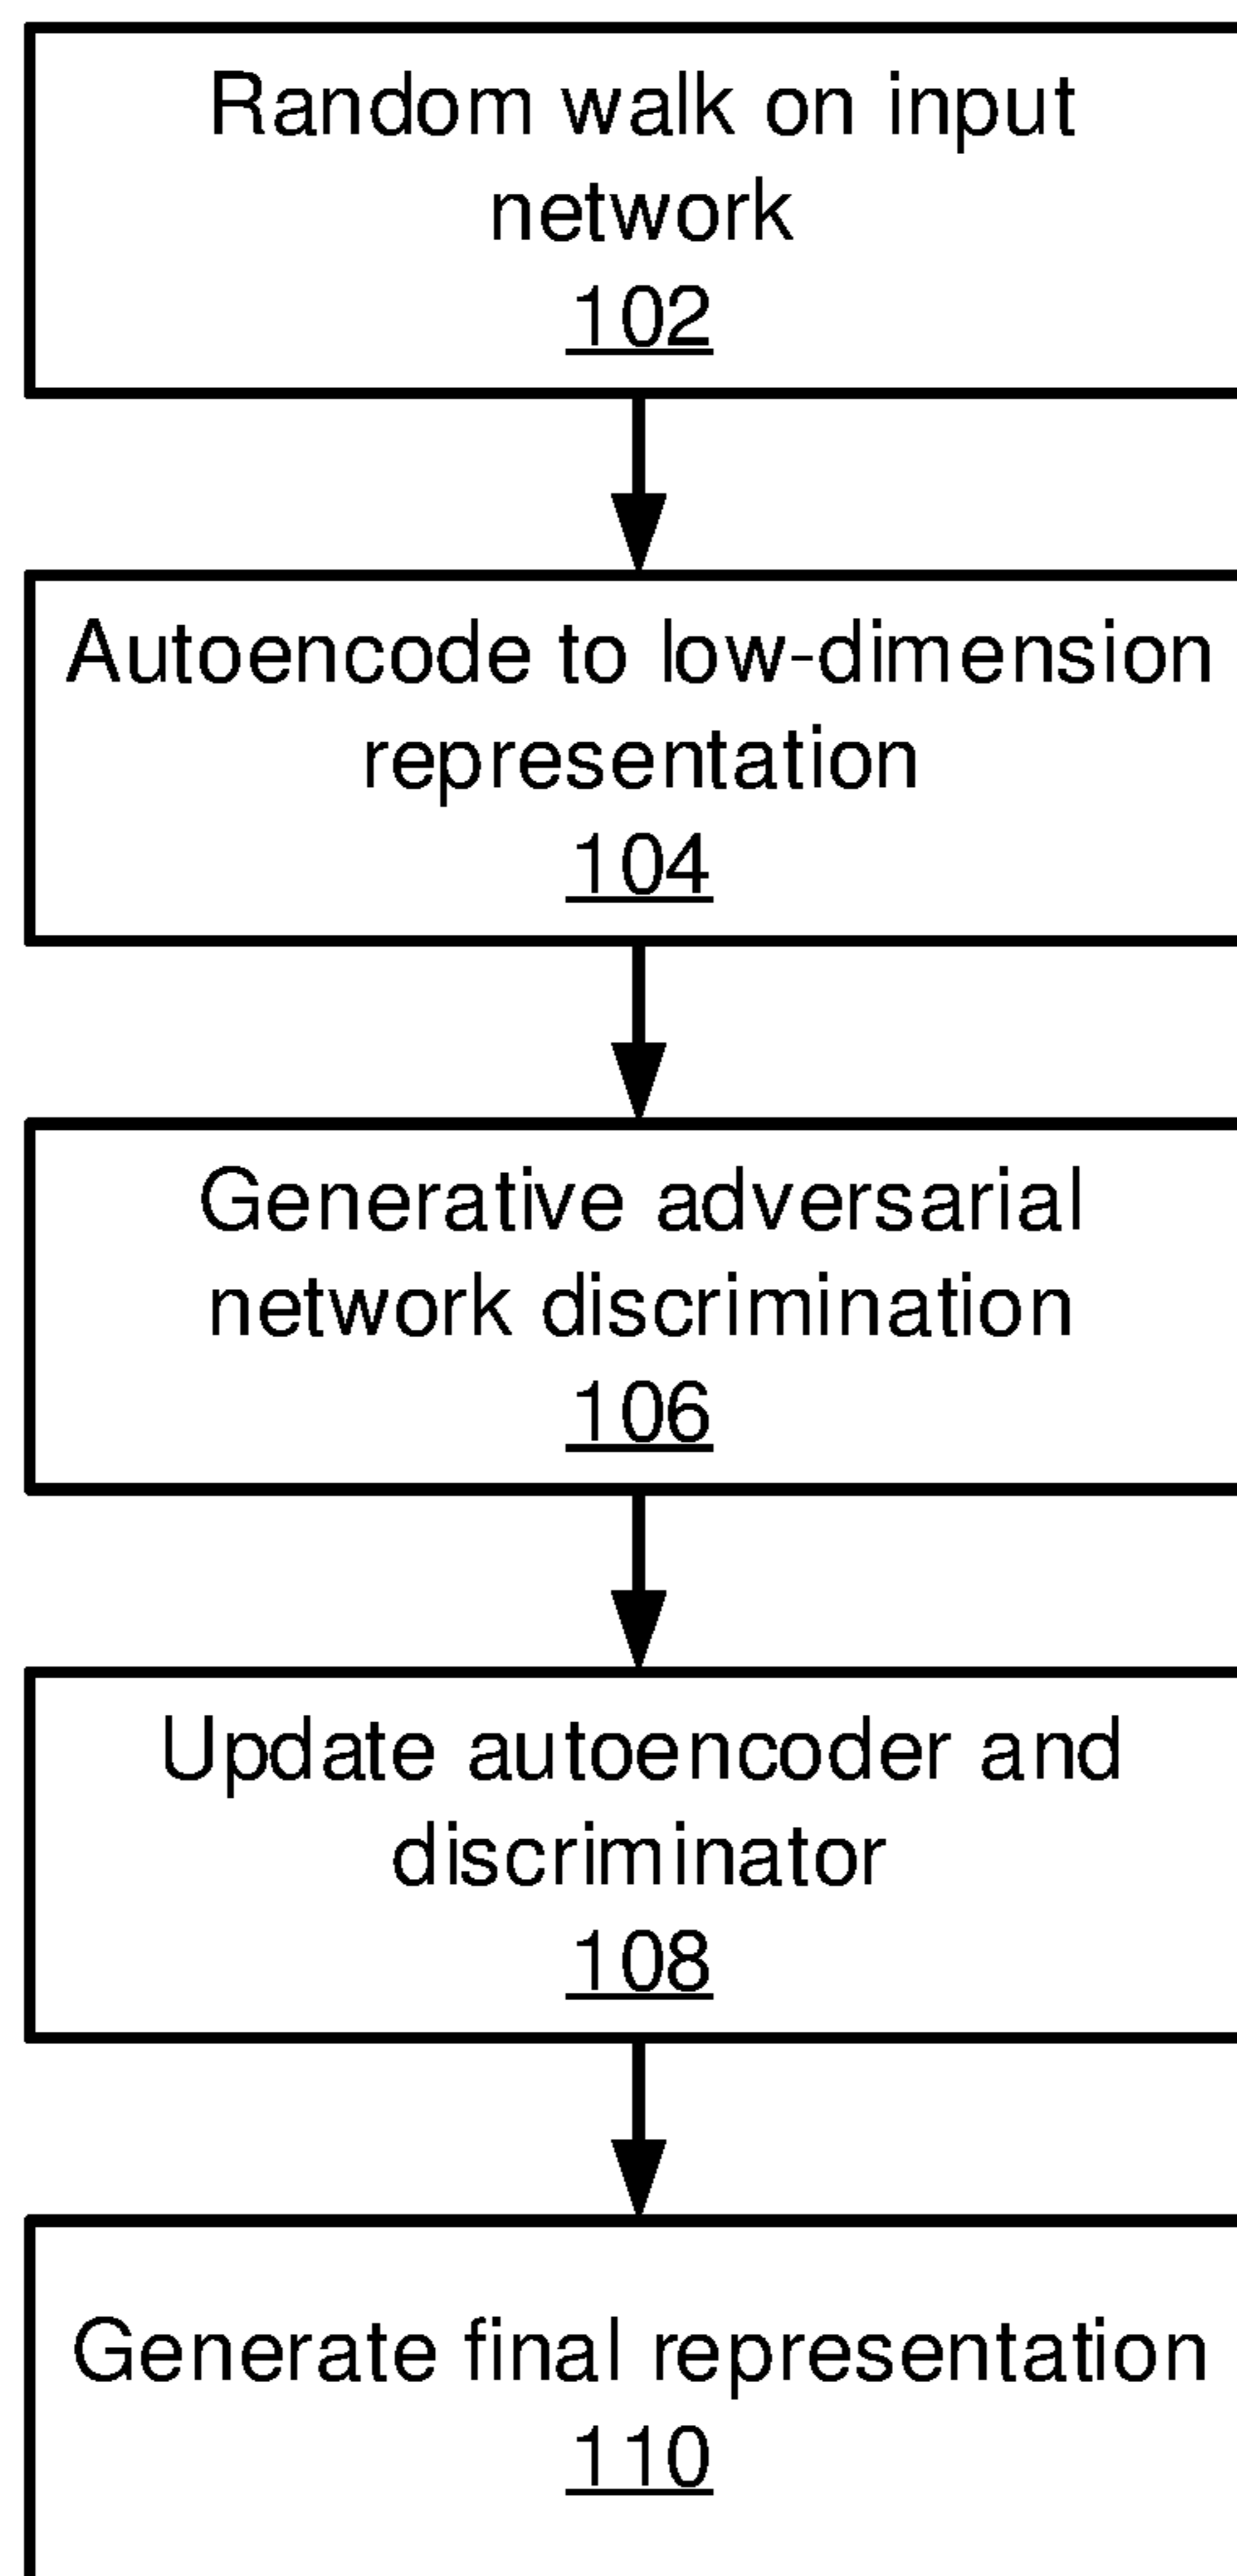 Random walk on input
network
102
Autoencode to low-dimension
representation
104
Generative adversarial
network discrimination
106
Update autoencoder and
discriminator
108
Generate final representation
110